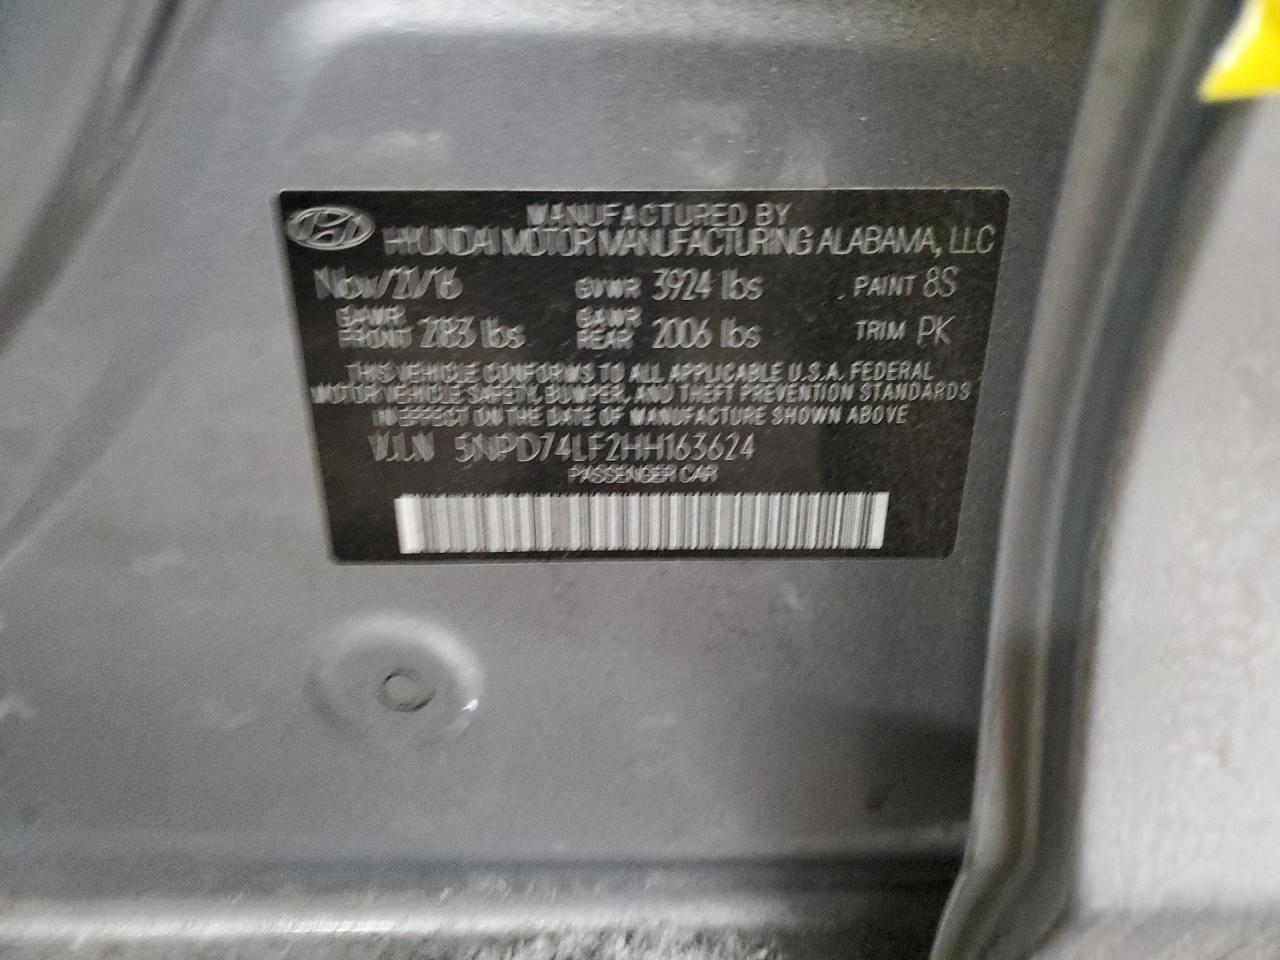 MANUFACTURED BY
HYUNDAI MOTOR MANUFACTURING ALABAMA, LLC
Nov/21/16 GVWR 3924 lbs PAINT 8S
GAWR FRONT 2183 lbs GAWR REAR 2006 lbs TRIM PK
THIS VEHICLE CONFORMS TO ALL APPLICABLE U.S.A. FEDERAL
MOTOR VEHICLE SAFETY, BUMPER, AND THEFT PREVENTION STANDARDS
IN EFFECT ON THE DATE OF MANUFACTURE SHOWN ABOVE
V.I.N 5NPD74LF2HH163624
PASSENGER CAR